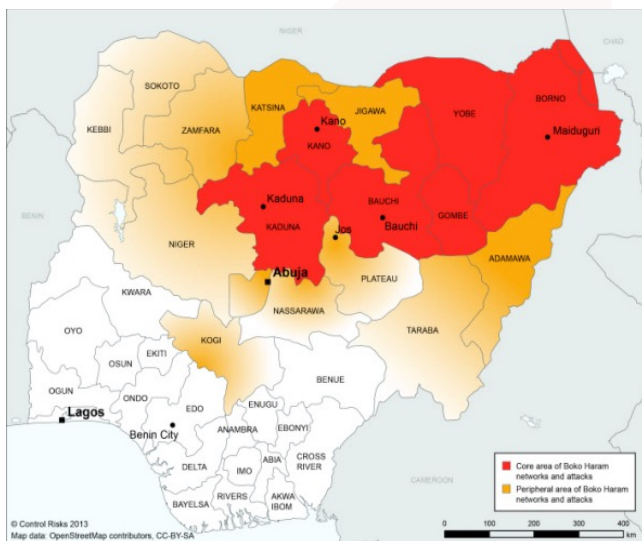 NIGER
CHAD
SOKOTO
KATSINA
JIGAWA
YOBE
BORNO
KEBBI
ZAMFARA
Kano
KANO
Maiduguri
Kaduna
KADUNA
BAUCHI
Bauchi
GOMBE
BENIN
NIGER
Jos
ADAMAWA
Abuja
PLATEAU
KWARA
NASSARAWA
TARABA
OYO
KOGI
OSUN
EKITI
BENUE
OGUN
ONDO
EDO
ENUGU
Lagos
Benin City
ANAMBRA
EBONYI
CROSS
RIVER
DELTA
IMO
ABIA
CAMEROON
BAYELSA
RIVERS
AKWA
IBOM
Core area of Boko Haram
networks and attacks
Peripheral area of Boko Haram
networks and attacks
© Control Risks 2013
Map data: OpenStreetMap contributors, CC-BY-SA
0 100 200 300 400
km